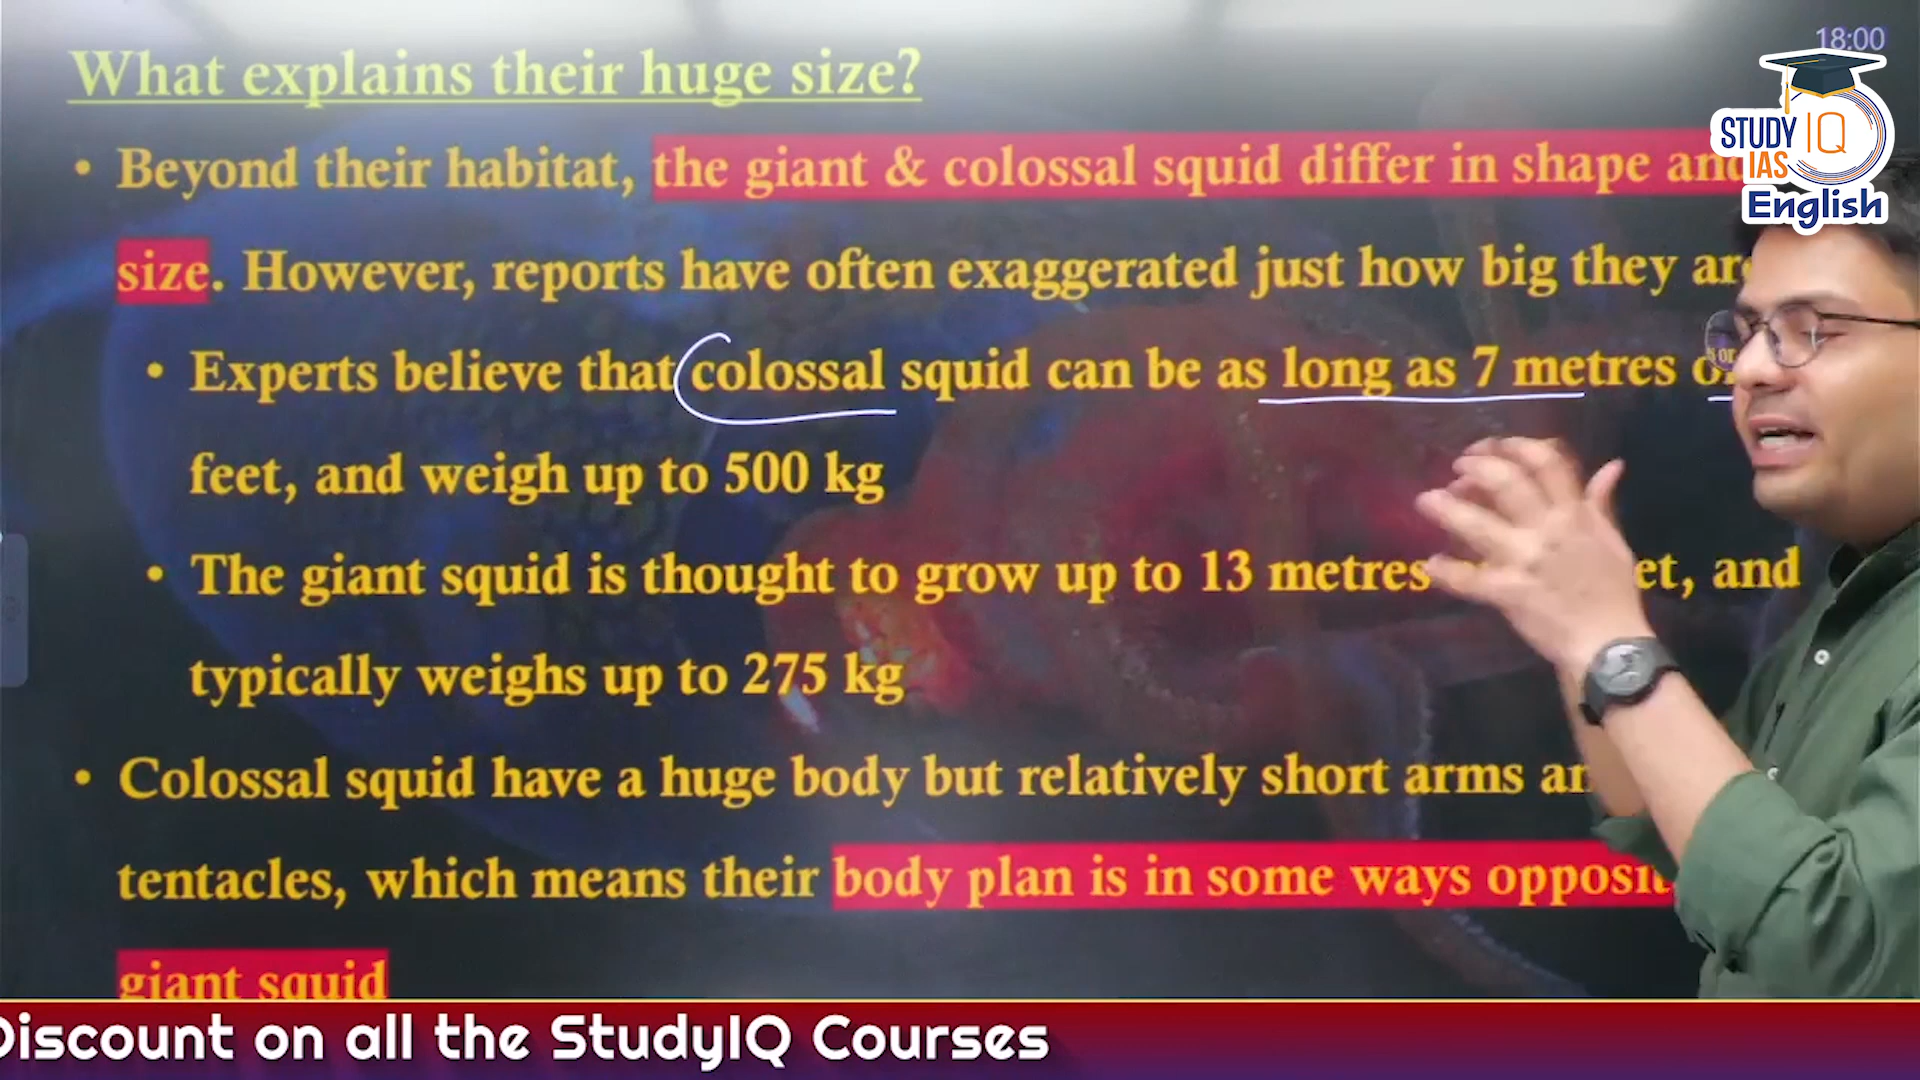 What explains their huge size?
18:00
STUDY IQ
IAS
English
• Beyond their habitat, the giant & colossal squid differ in shape and
size. However, reports have often exaggerated just how big they are
• Experts believe that colossal squid can be as long as 7 metres or
feet, and weigh up to 500 kg
• The giant squid is thought to grow up to 13 metres and
typically weighs up to 275 kg
• Colossal squid have a huge body but relatively short arms
tentacles, which means their body plan is in some ways
giant squid
Discount on all the StudyIQ Courses